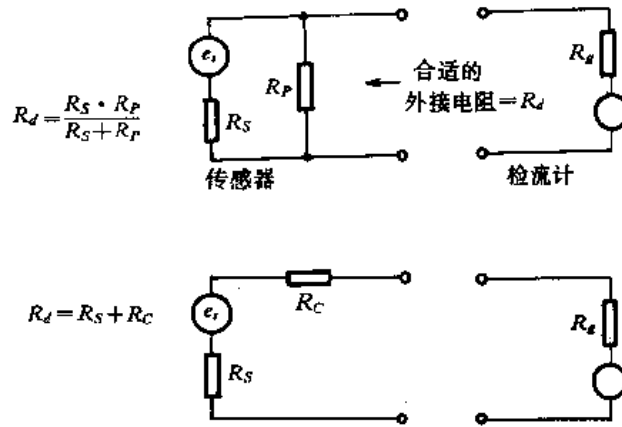 e_s
R_P
R_S
R_d = \frac{R_S · R_P}{R_S + R_P}
合适的
外接电阻=R_d
R_g
传感器
检流计
R_C
R_d = R_S + R_C
e_s
R_S
R_g